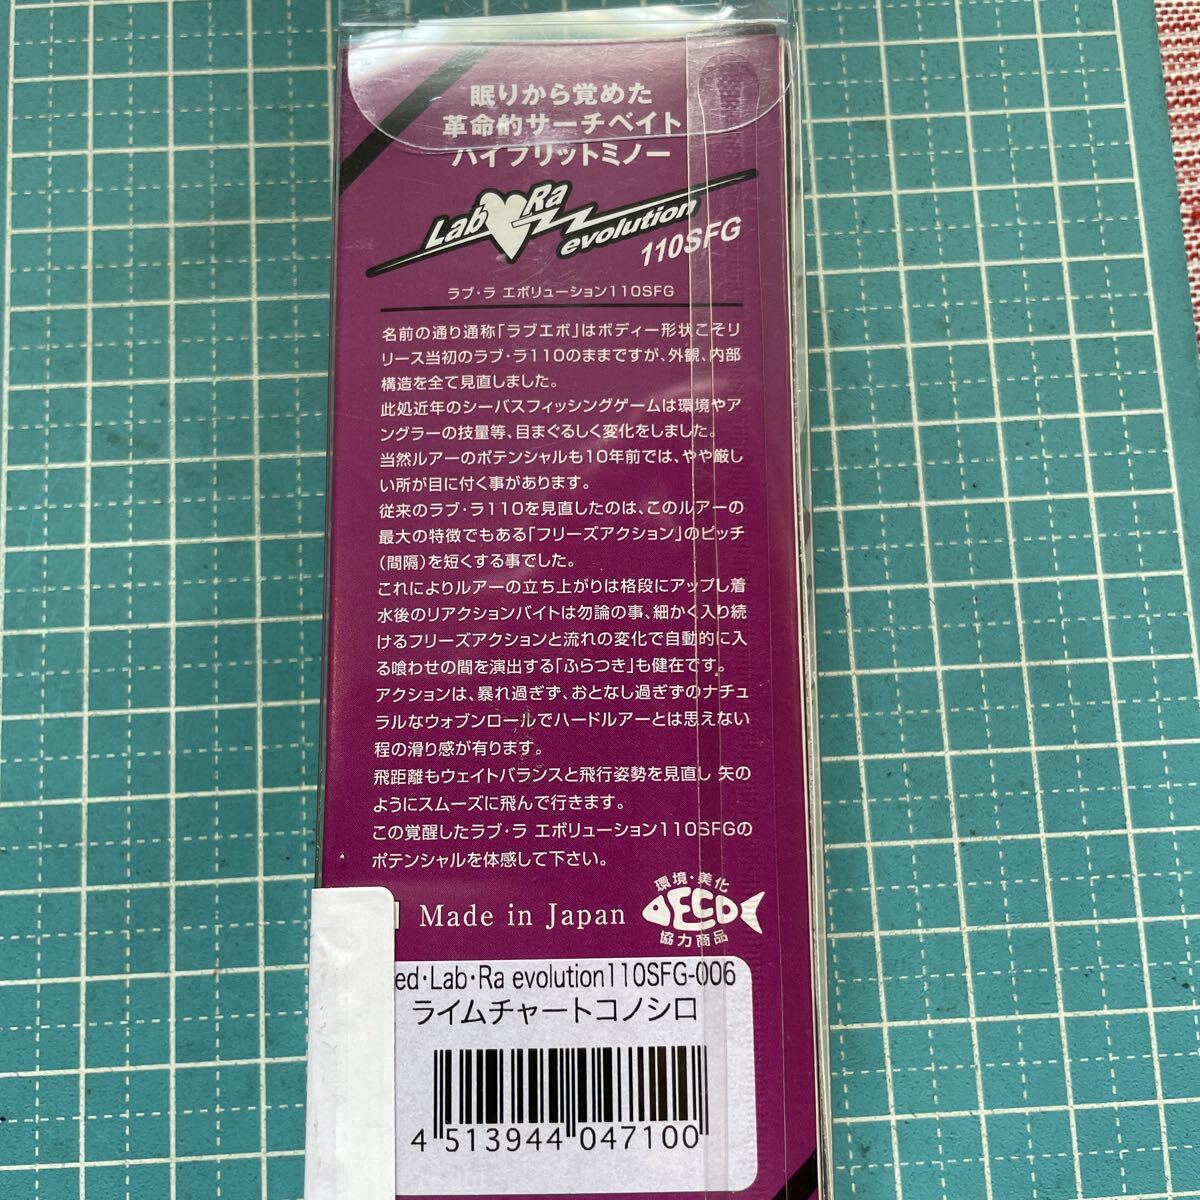 眠りから覚めた
革命的サーチベイト
ハイブリットミノー
Lab Ra
evolution
110SFG
ラブ・ラ エボリューション110SFG
名前の通り通称「ラブエボ」はボディー形状こそリ
リース当初のラブ・ラ110のままですが、外観、内部
構造を全て見直しました。
此処近年のシーバスフィッシングゲームは環境やア
ングラーの技量等、目まぐるしく変化をしました。
当然ルアーのポテンシャルも10年前では、やや厳し
い所が目に付く事があります。
従来のラブ・ラ110を見直したのは、このルアーの
最大の特徴でもある「フリーズアクション」のピッチ
(間隔)を短くする事でした。
これによりルアーの立ち上がりは格段にアップし着
水後のリアクションバイトは勿論の事、細かく入り続
けるフリーズアクションと流れの変化で自動的に入
る喰わせの間を演出する「ふらつき」も健在です。
アクションは、暴れ過ぎず、おとなし過ぎずのナチュ
ラルなウォブンロールでハードルアーとは思えない
程の滑り感が有ります。
飛距離もウェイトバランスと飛行姿勢を見直し 矢の
ようにスムーズに飛んで行きます。
この覚醒したラブ・ラ エボリューション110SFGの
ポテンシャルを体感して下さい。
環境・美化
Made in Japan
ECO
協力商品
ed・Lab・Ra evolution110SFG-006
ライムチャートコノシロ
4 513944 047100